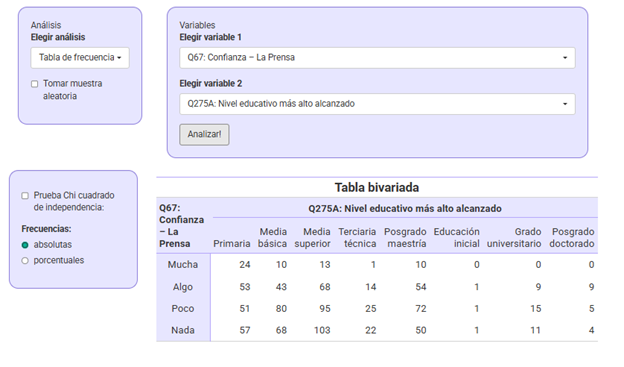 Análisis
Elegir análisis
Tabla de frecuencia
Tomar muestra
aleatoria
Variables
Elegir variable 1
Q67: Confianza – La Prensa
Elegir variable 2
Q275A: Nivel educativo más alto alcanzado
Analizar!
Prueba Chi cuadrado
de independencia:
Frecuencias:
absolutas
porcentuales
Tabla bivariada
Q67:
Confianza
– La
Prensa
Q275A: Nivel educativo más alto alcanzado
Primaria Media básica Media superior Terciaria técnica Posgrado maestría Educación inicial Grado universitario Posgrado doctorado
Mucha 24 10 13 1 10 0 0 0
Algo 53 43 68 14 54 1 9 9
Poco 51 80 95 25 72 1 15 5
Nada 57 68 103 22 50 1 11 4